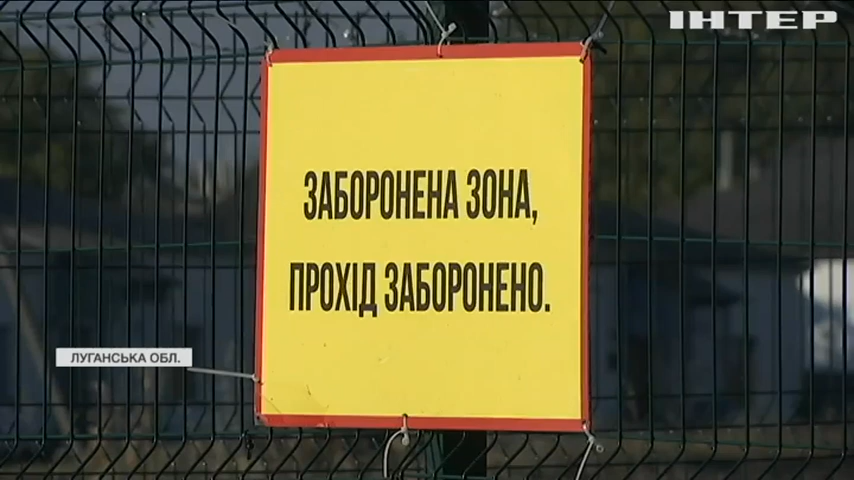 ІНТЕР
ЗАБОРОНЕНА ЗОНА,
ПРОХІД ЗАБОРОНЕНО.
ЛУГАНСЬКА ОБЛ.